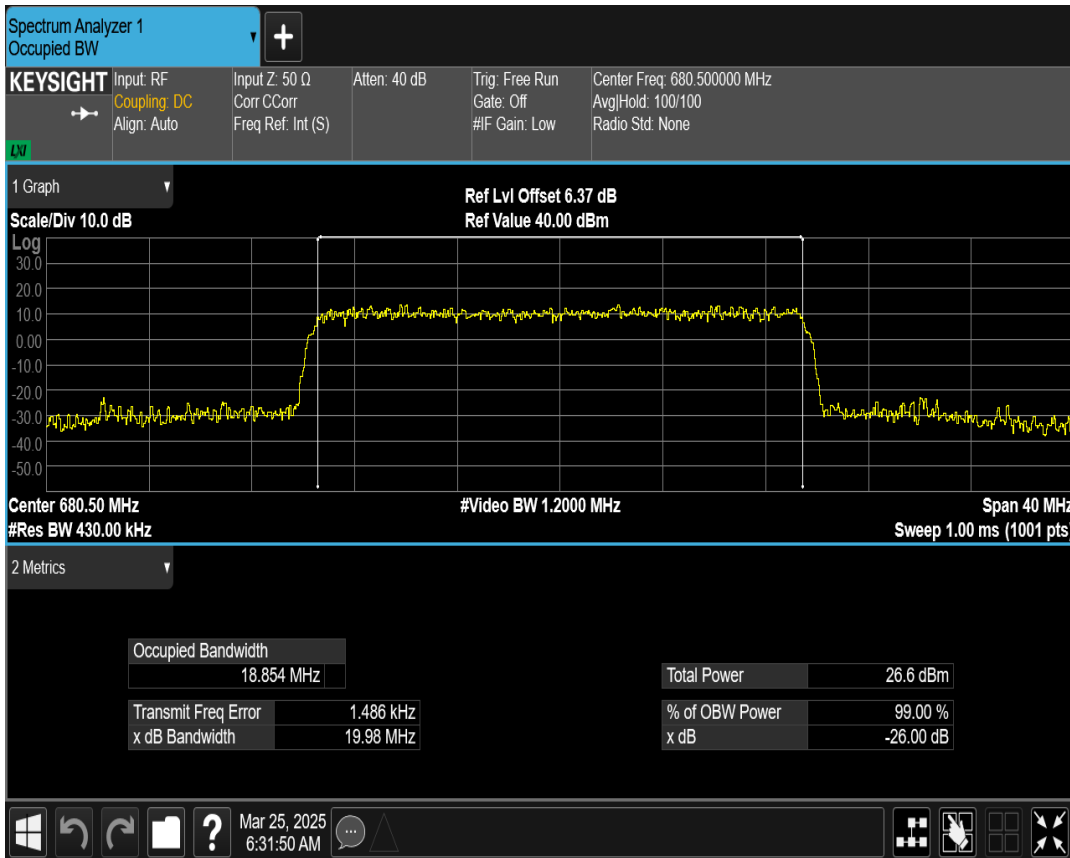 Spectrum Analyzer 1
Occupied BW
+
KEYSIGHT
LXI
Input: RF
Coupling: DC
Align: Auto
Input Z: 50 Ω
Corr CCorr
Freq Ref: Int (S)
Atten: 40 dB
Trig: Free Run
Gate: Off
#IF Gain: Low
Center Freq: 680.500000 MHz
Avg|Hold: 100/100
Radio Std: None
1 Graph
Scale/Div 10.0 dB
Ref Lvl Offset 6.37 dB
Ref Value 40.00 dBm
Log
30.0
20.0
10.0
0.00
-10.0
-20.0
-30.0
-40.0
-50.0
Center 680.50 MHz
#Video BW 1.2000 MHz
Span 40 MHz
#Res BW 430.00 kHz
Sweep 1.00 ms (1001 pts)
2 Metrics
Occupied Bandwidth
18.854 MHz
Total Power 26.6 dBm
Transmit Freq Error 1.486 kHz
% of OBW Power 99.00 %
x dB Bandwidth 19.98 MHz
x dB -26.00 dB
?
Mar 25, 2025
6:31:50 AM